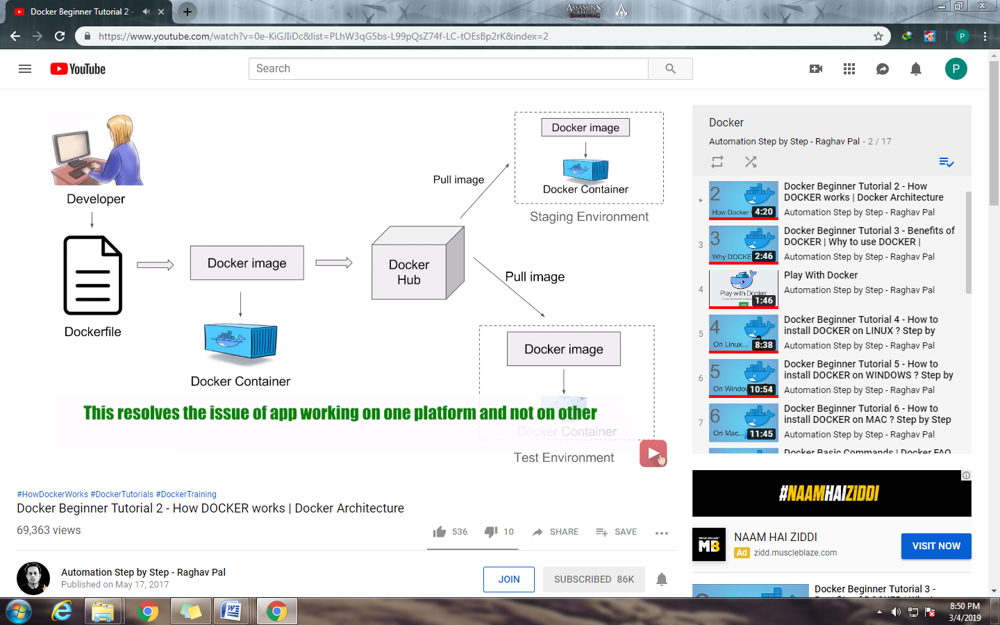 Docker Beginner Tutorial 2 -
ASSASSIN'S
CREED IV
BLACK FLAG
https://www.youtube.com/watch?v=0e-KiGJIiDc&list=PLhW3qG5bs-L99pQsZ74f-LC-tOEsBp2rK&index=2
P
YouTube
Search
P
Developer
Dockerfile
Docker image
Docker Container
Docker
Hub
Pull image
Docker image
Docker Container
Staging Environment
Pull image
Docker image
Docker Container
Test Environment
This resolves the issue of app working on one platform and not on other
#HowDockerWorks #DockerTutorials #DockerTraining
Docker Beginner Tutorial 2 - How DOCKER works | Docker Architecture
69,363 views
536
10
SHARE
SAVE
Automation Step by Step - Raghav Pal
Published on May 17, 2017
JOIN
SUBSCRIBED 86K
Docker
Automation Step by Step - Raghav Pal - 2 / 17
2
How Docker
4:20
Docker Beginner Tutorial 2 - How
DOCKER works | Docker Architecture
Automation Step by Step - Raghav Pal
3
3
Why DOCKE
2:46
Docker Beginner Tutorial 3 - Benefits of
DOCKER | Why to use DOCKER |
Automation Step by Step - Raghav Pal
4
Play with Docker
1:46
Play With Docker
Automation Step by Step - Raghav Pal
5
4
On Linux...
8:38
Docker Beginner Tutorial 4 - How to
install DOCKER on LINUX ? Step by
Automation Step by Step - Raghav Pal
6
5
On Windo
10:54
Docker Beginner Tutorial 5 - How to
install DOCKER on WINDOWS ? Step by
Automation Step by Step - Raghav Pal
7
6
On Mac...
11:45
Docker Beginner Tutorial 6 - How to
install DOCKER on MAC ? Step by Step
Automation Step by Step - Raghav Pal
Docker Basic Commands | Docker FAQ
#NAAMHAIZIDDI
MUSCLEBLAZE
MB
NAAM HAI ZIDDI
Ad zidd.muscleblaze.com
VISIT NOW
Docker Beginner Tutorial 3 -
8:50 PM
3/4/2019